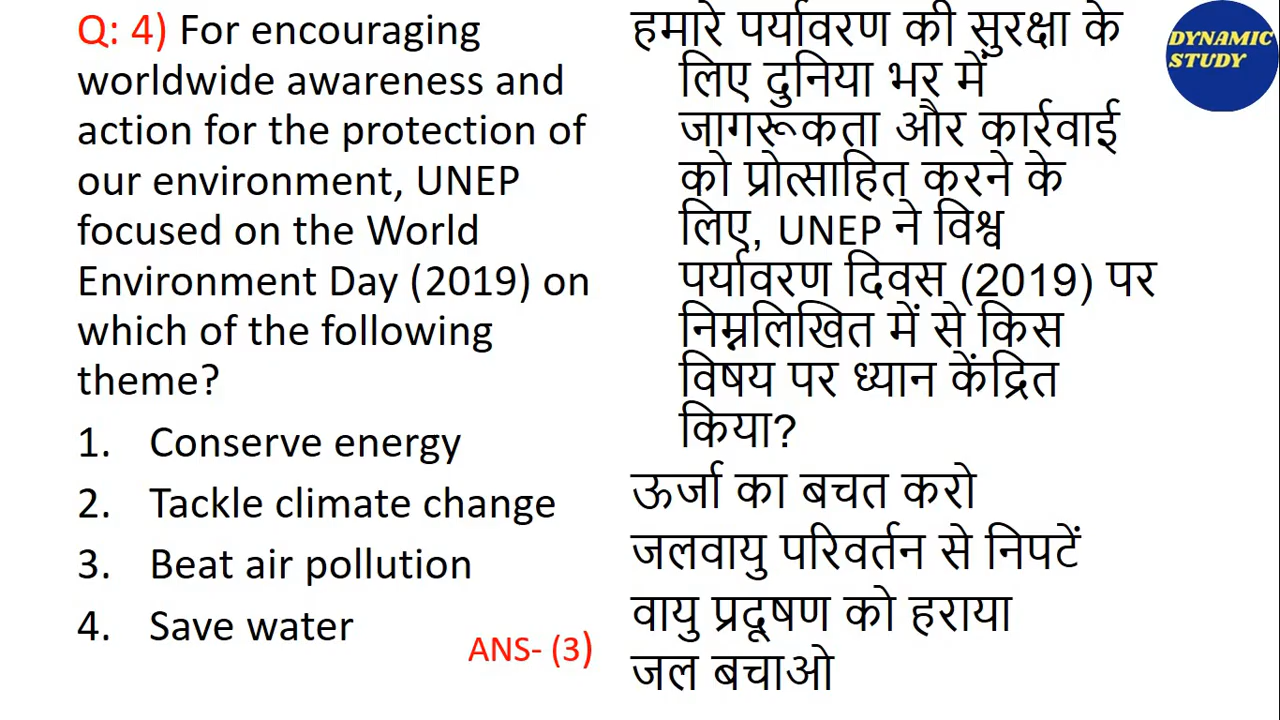 Q: 4) For encouraging
worldwide awareness and
action for the protection of
our environment, UNEP
focused on the World
Environment Day (2019) on
which of the following
theme?
1. Conserve energy
2. Tackle climate change
3. Beat air pollution
4. Save water
ANS- (3)
हमारे पर्यावरण की सुरक्षा के
लिए दुनिया भर में
जागरूकता और कार्रवाई
को प्रोत्साहित करने के
लिए, UNEP ने विश्व
पर्यावरण दिवस (2019) पर
निम्नलिखित में से किस
विषय पर ध्यान केंद्रित
किया?
ऊर्जा का बचत करो
जलवायु परिवर्तन से निपटें
वायु प्रदूषण को हराया
जल बचाओ
DYNAMIC
STUDY